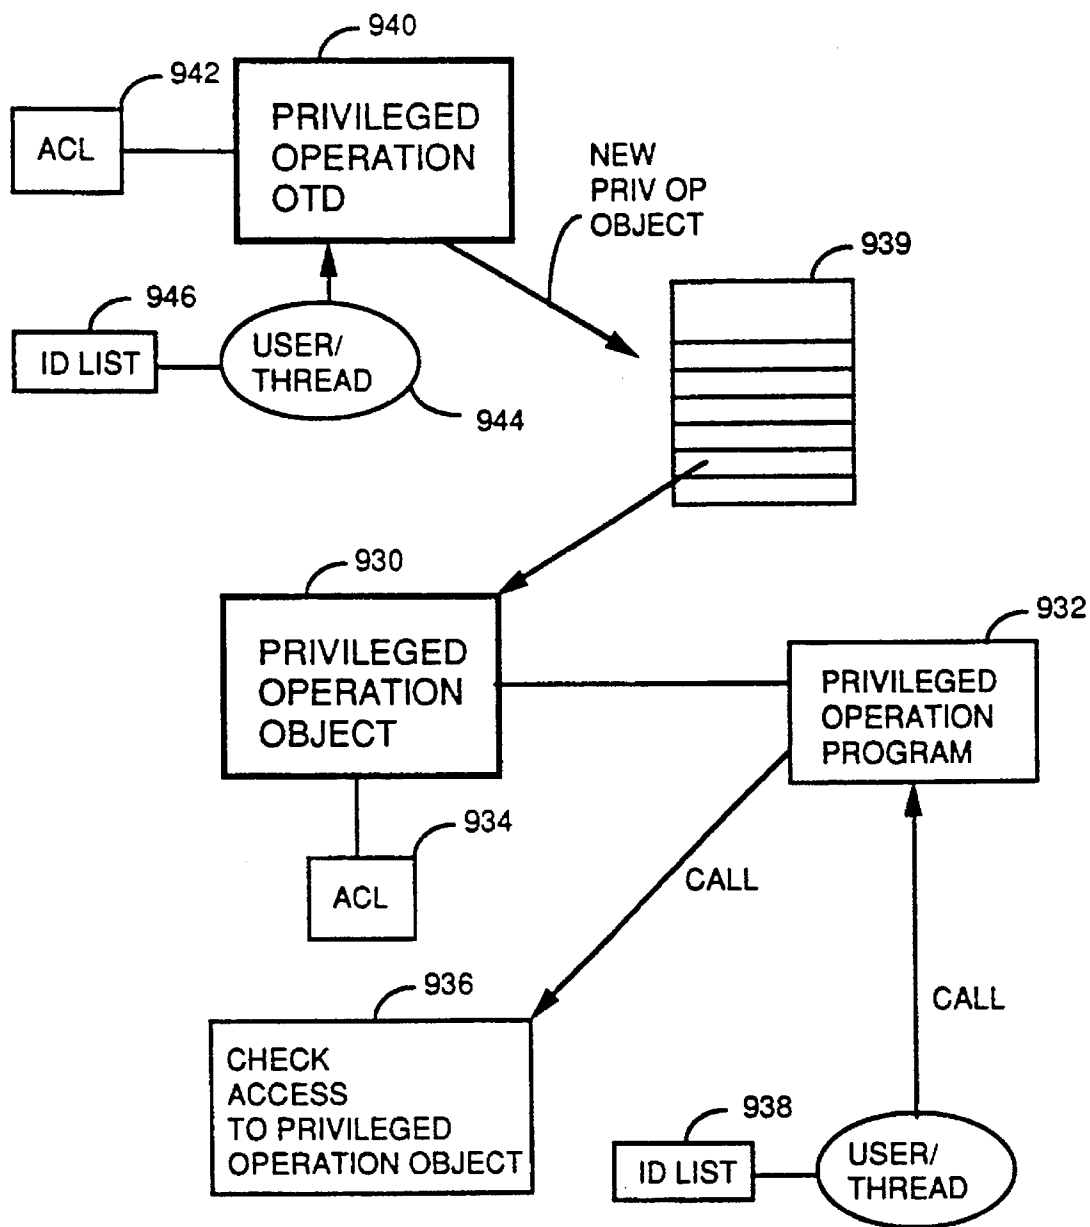 940
942
ACL
PRIVILEGED
OPERATION
OTD
NEW
PRIV OP
OBJECT
939
946
ID LIST
USER/
THREAD
944
930
PRIVILEGED
OPERATION
OBJECT
932
PRIVILEGED
OPERATION
PROGRAM
934
ACL
CALL
936
CHECK
ACCESS
TO PRIVILEGED
OPERATION OBJECT
CALL
938
ID LIST
USER/
THREAD